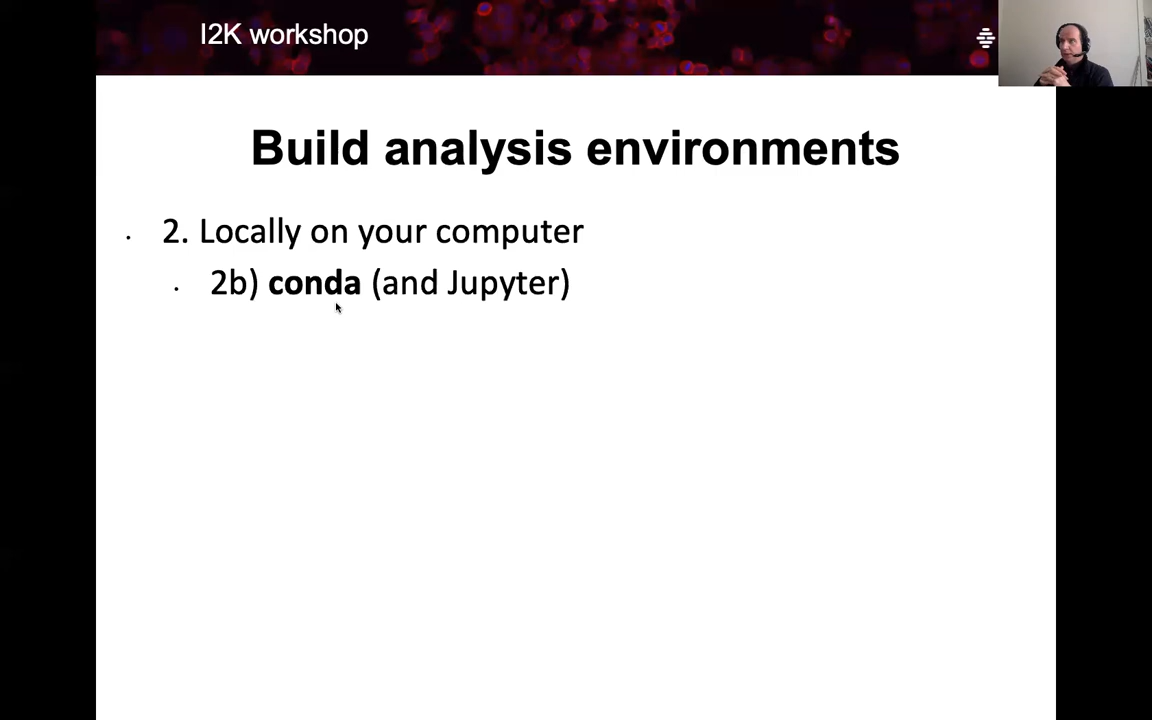 I2K workshop
Build analysis environments
· 2. Locally on your computer
· 2b) conda (and Jupyter)